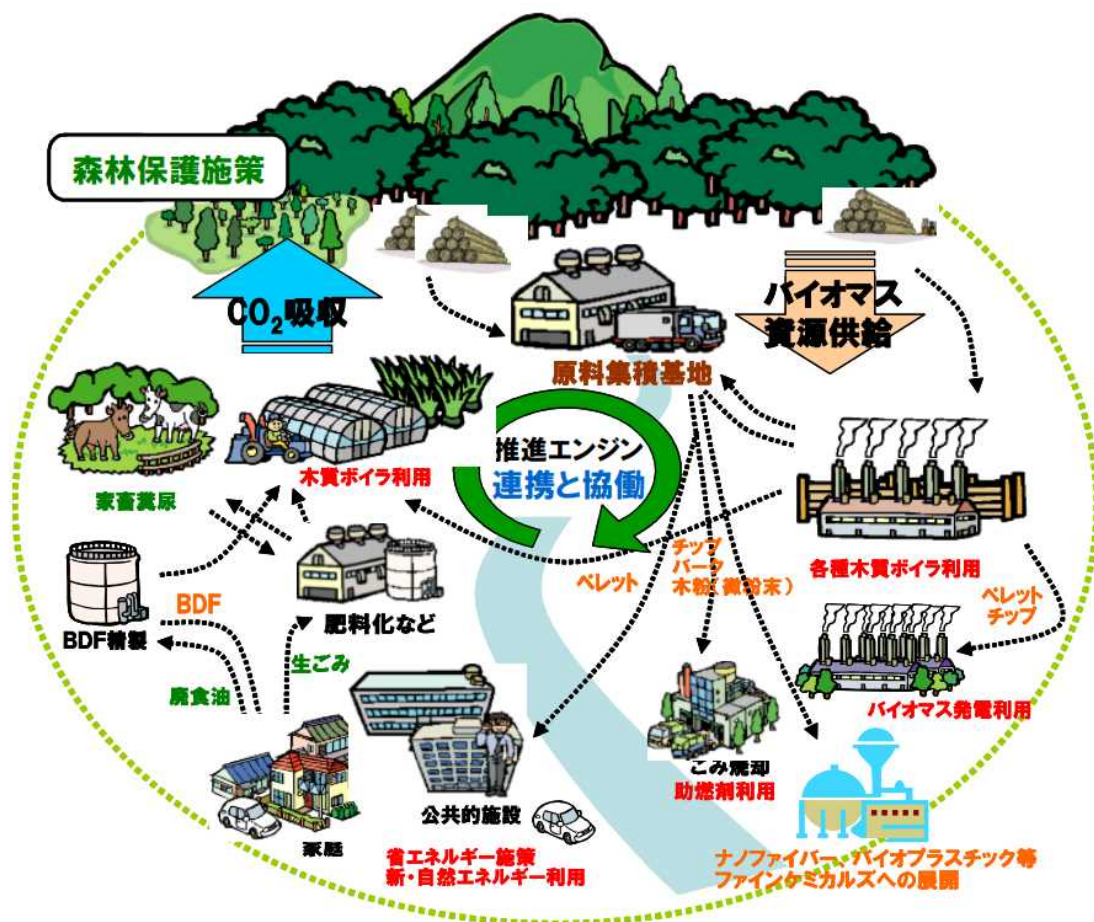 森林保護施策
CO₂吸収
バイオマス
資源供給
原料集積基地
推進エンジン
連携と協働
家畜糞尿
木質ボイラ利用
各種木質ボイラ利用
チップ
バーク
木粉(微粉末)
ペレット
ペレット
チップ
BDF
BDF精製
肥料化など
生ごみ
廃食油
バイオマス発電利用
ごみ焼却
助燃剤利用
公共的施設
家庭
省エネルギー施策
新・自然エネルギー利用
ナノファイバー、バイオプラスチック等
ファインケミカルズへの展開